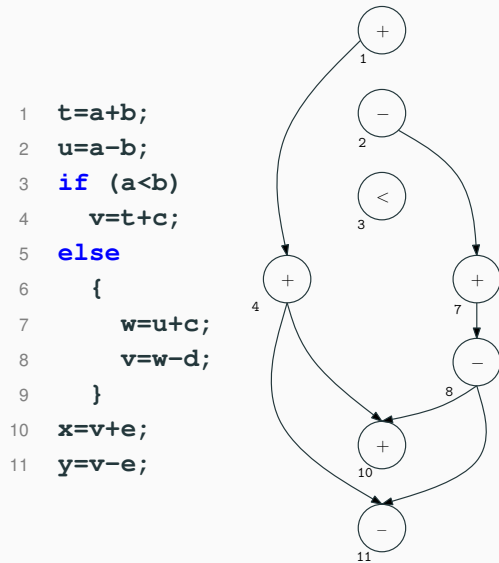 1 t=a+b;
2 u=a-b;
3 if (a<b)
4 v=t+c;
5 else
6 {
7 w=u+c;
8 v=w-d;
9 }
10 x=v+e;
11 y=v-e;
+
1
−
2
<
3
+
4
+
7
−
8
+
10
−
11